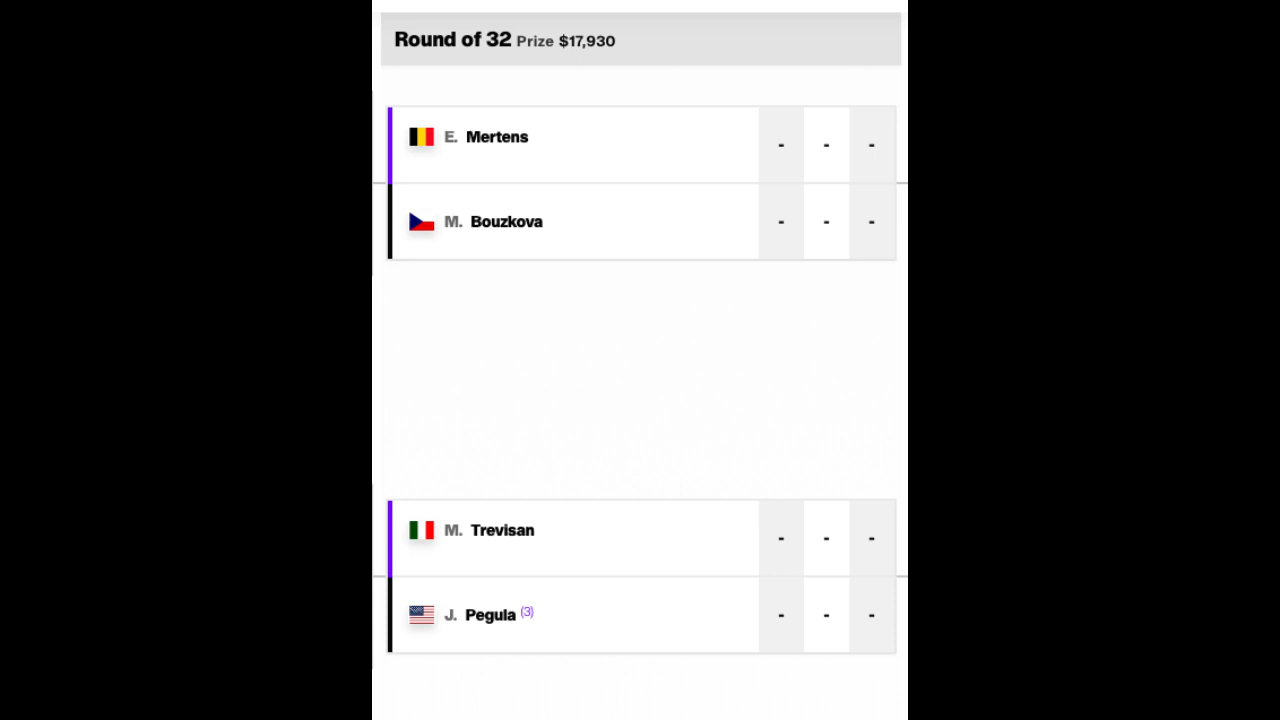 Round of 32 Prize $17,930
E. Mertens - - -
M. Bouzkova - - -
M. Trevisan - - -
J. Pegula (3) - - -